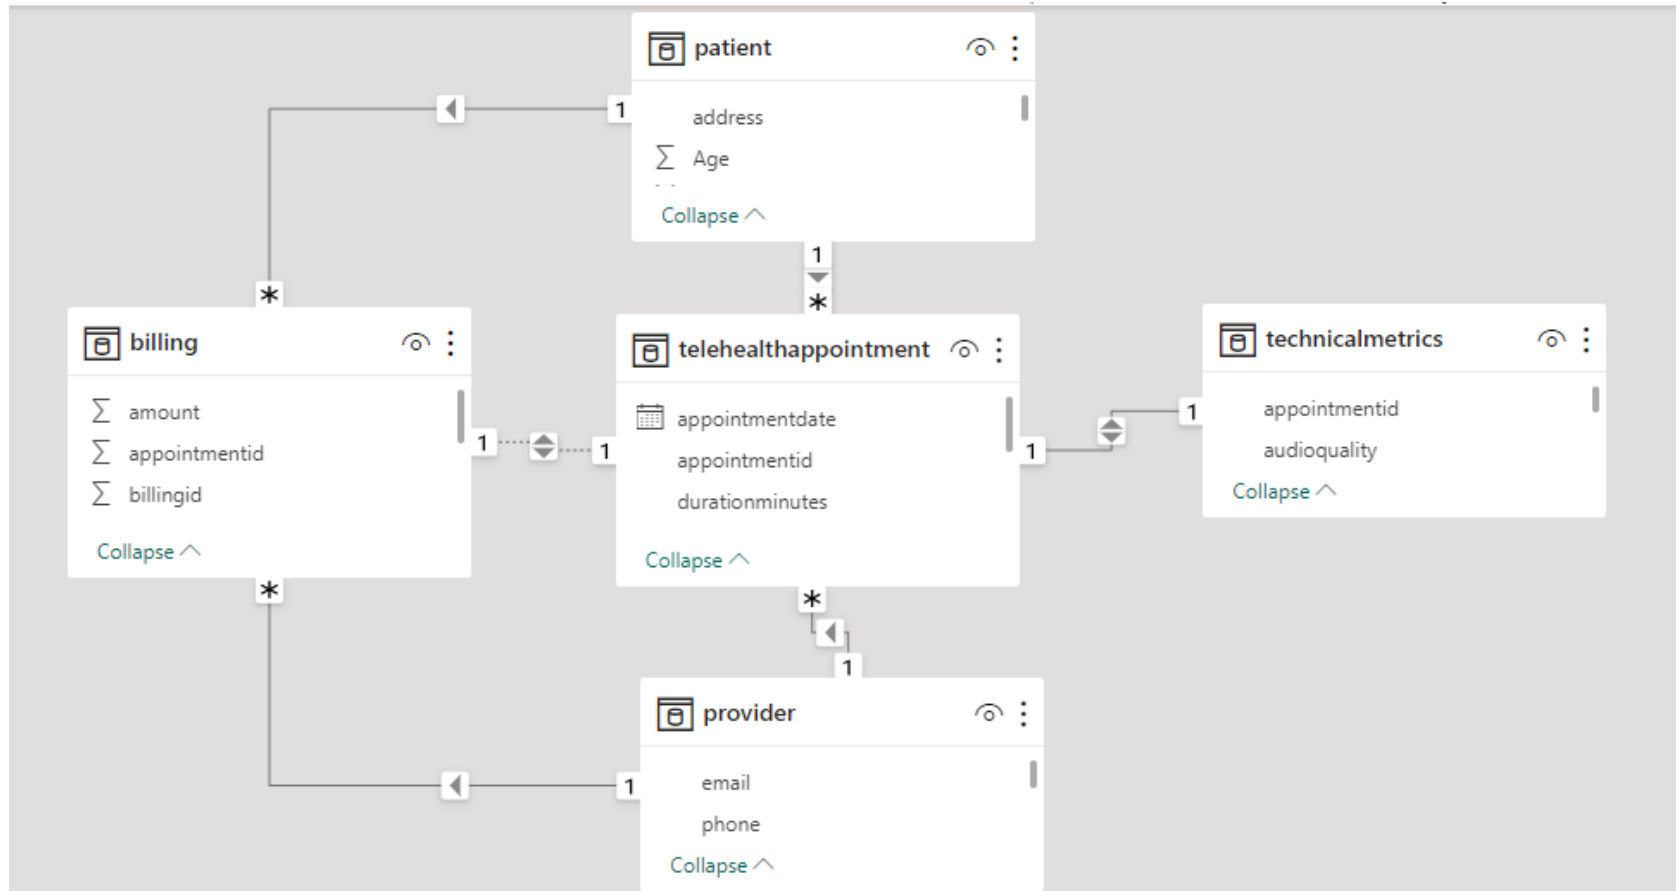 patient
address
Age
Collapse
1
1
*
*
billing
amount
appointmentid
billingid
Collapse
1
1
*
telehealthappointment
appointmentdate
appointmentid
durationminutes
Collapse
1
1
*
technicalmetrics
appointmentid
audioquality
Collapse
1
1
provider
email
phone
Collapse